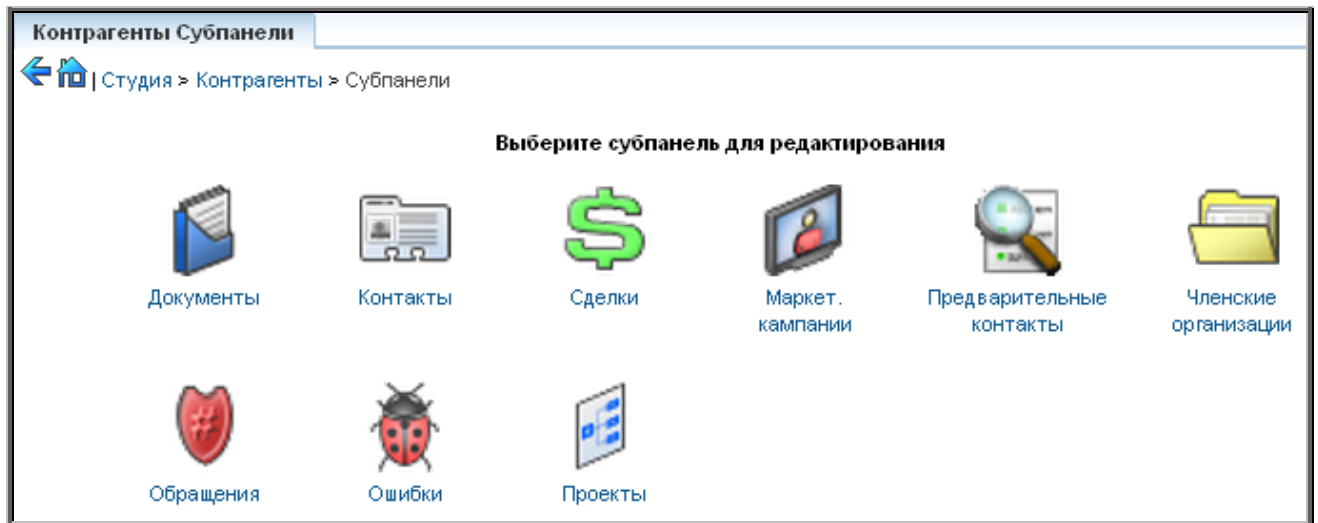 Контрагенты Субпанели
| Студия > Контрагенты > Субпанели
Выберите субпанель для редактирования
Документы Контакты Сделки Маркет. Предварительные Членские
кампании контакты организации
Обращения Ошибки Проекты